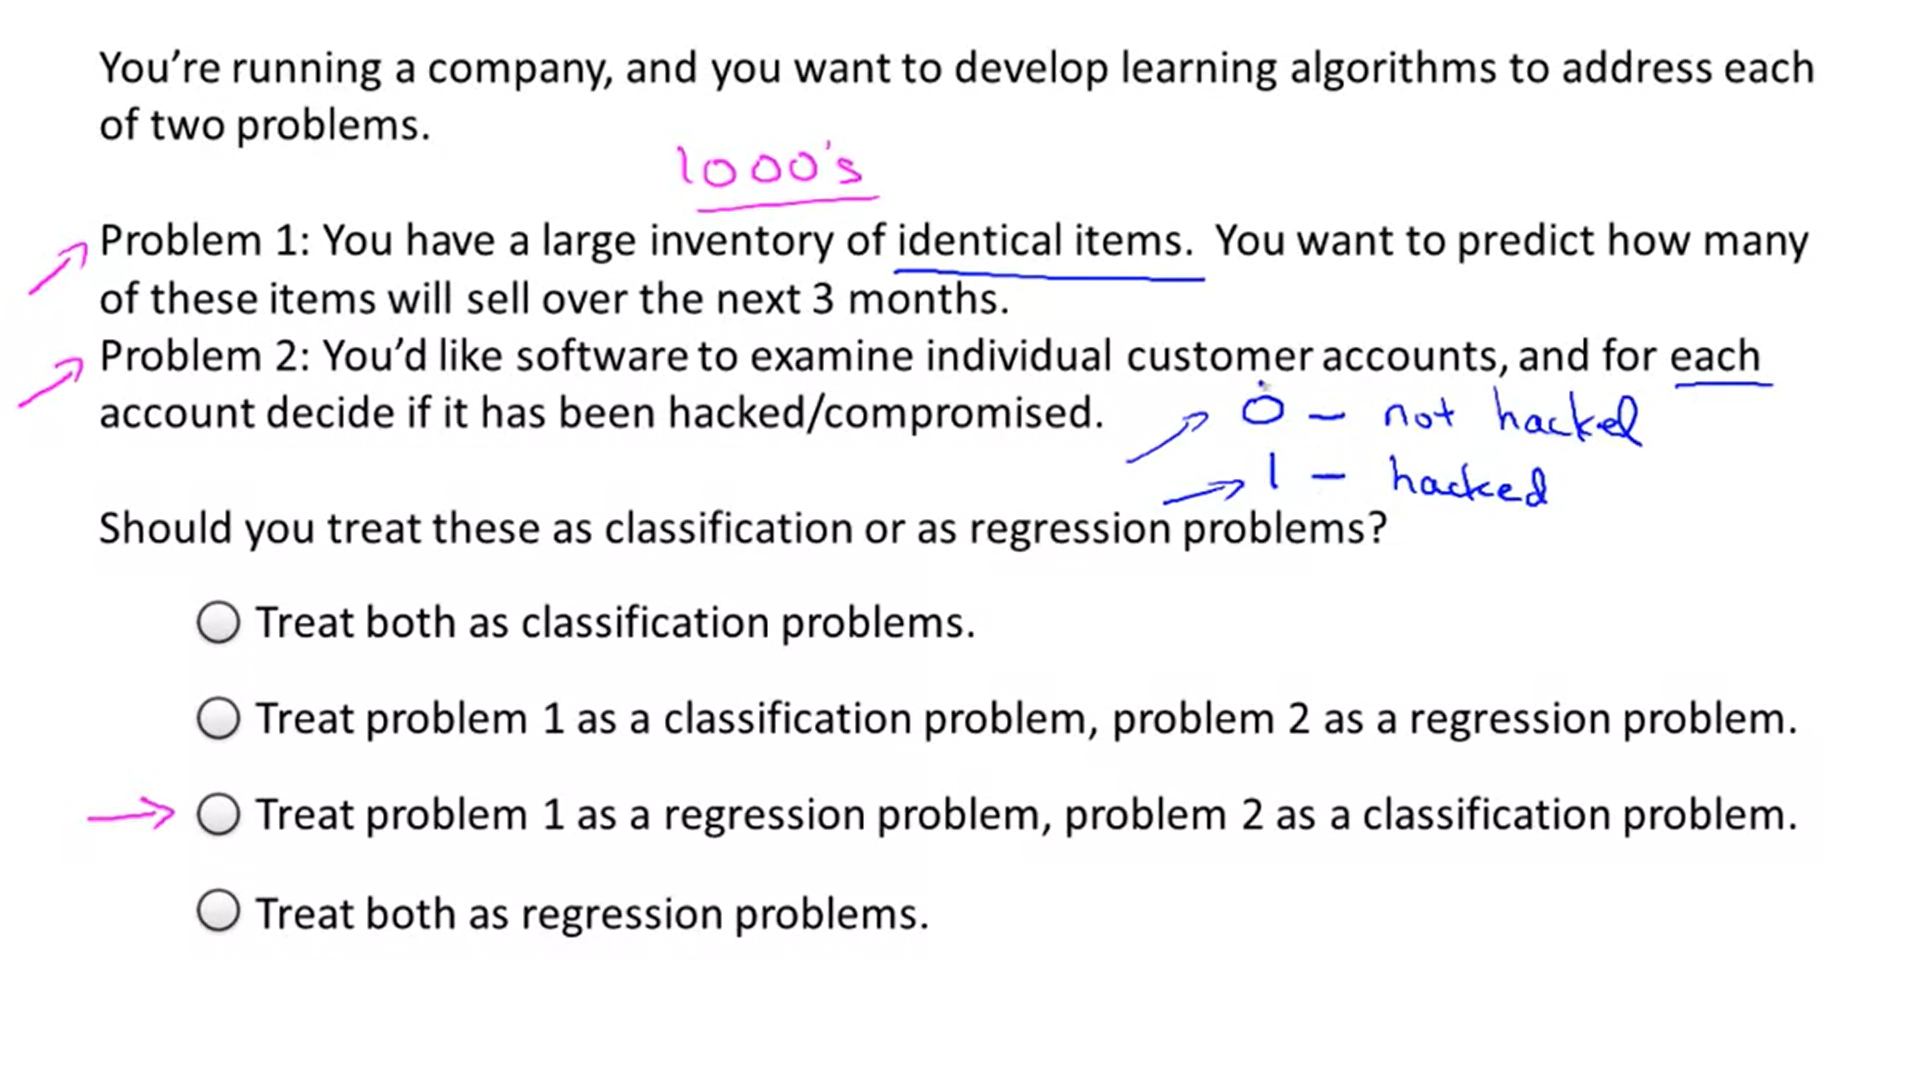 You’re running a company, and you want to develop learning algorithms to address each
of two problems.
1000's
Problem 1: You have a large inventory of identical items.  You want to predict how many
of these items will sell over the next 3 months.
Problem 2: You’d like software to examine individual customer accounts, and for each
account decide if it has been hacked/compromised.
0 – not hacked
1 – hacked
Should you treat these as classification or as regression problems?
Treat both as classification problems.
Treat problem 1 as a classification problem, problem 2 as a regression problem.
Treat problem 1 as a regression problem, problem 2 as a classification problem.
Treat both as regression problems.